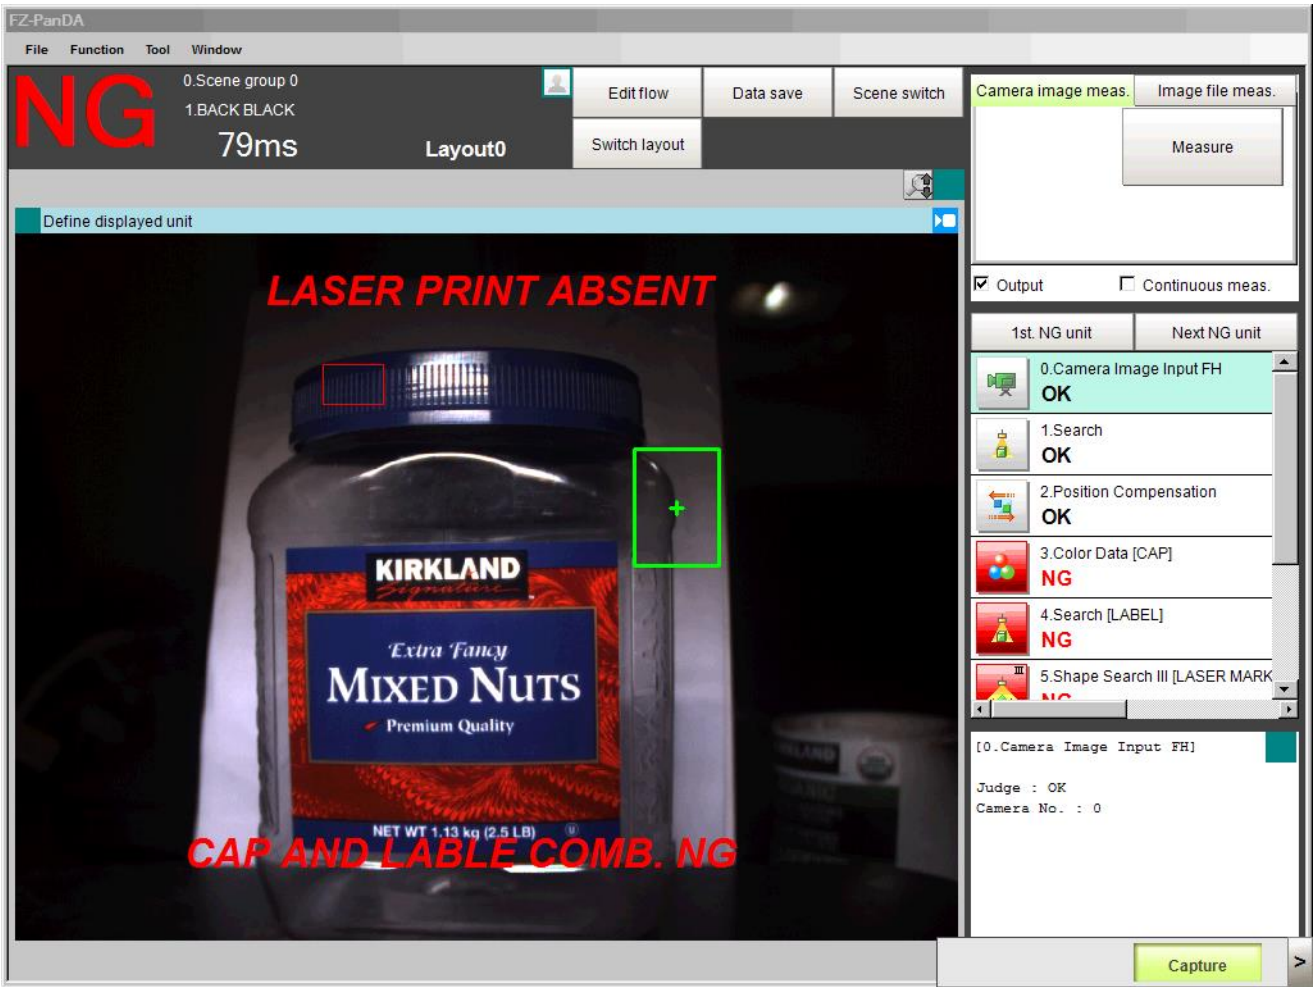 FZ-PanDA
File Function Tool Window
NG
0.Scene group 0
1.BACK BLACK
79ms
Layout0
Edit flow
Data save
Scene switch
Switch layout
Camera image meas.
Image file meas.
Measure
Output
Continuous meas.
Define displayed unit
LASER PRINT ABSENT
KIRKLAND
Signature
Extra Fancy
MIXED NUTS
Premium Quality
NET WT 1.13 kg (2.5 LB)
U
CAP AND LABLE COMB. NG
KIRKLAND
1st. NG unit
Next NG unit
0.Camera Image Input FH
OK
1.Search
OK
2.Position Compensation
OK
3.Color Data [CAP]
NG
4.Search [LABEL]
NG
III
5.Shape Search III [LASER MARK
NG
[0.Camera Image Input FH]
Judge : OK
Camera No. : 0
Capture
>